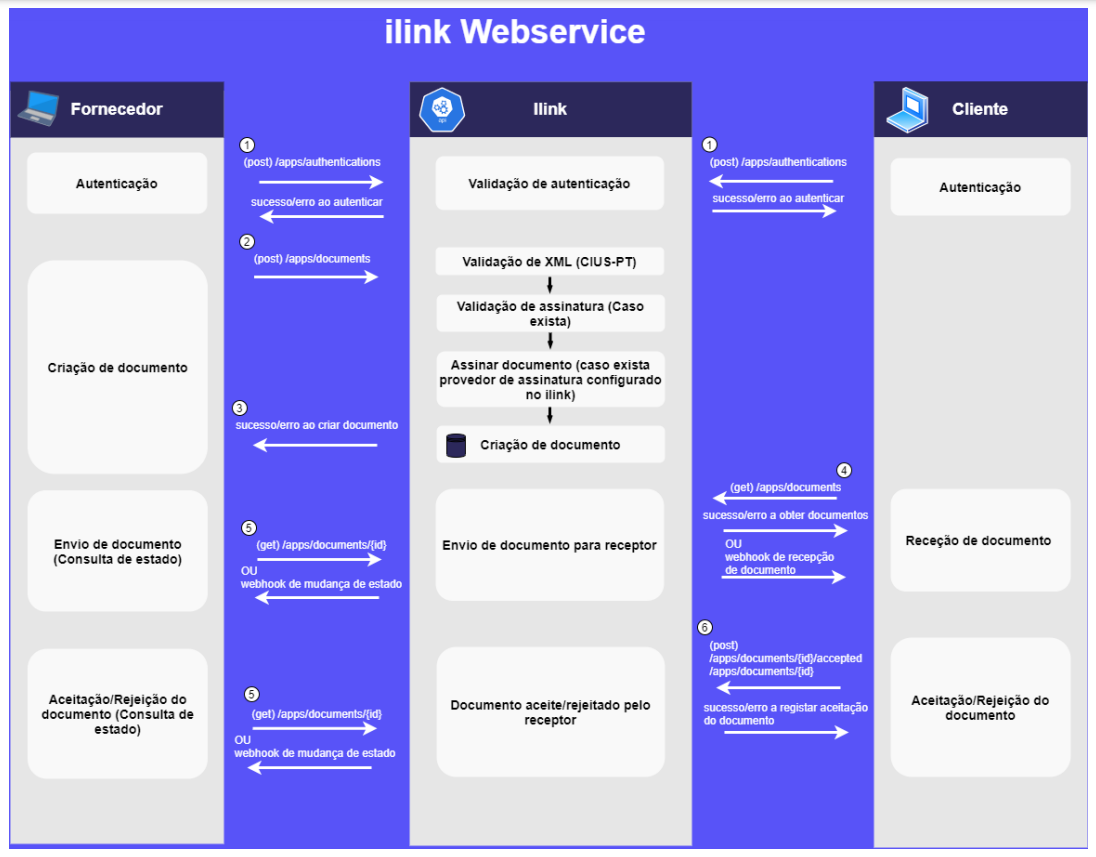 ilink Webservice
Fornecedor
Ilink
Cliente
1
(post) /apps/authentications
sucesso/erro ao autenticar
Autenticação
Validação de autenticação
1
(post) /apps/authentications
sucesso/erro ao autenticar
Autenticação
2
(post) /apps/documents
Validação de XML (CIUS-PT)
Validação de assinatura (Caso
exista)
Criação de documento
Assinar documento (caso exista
provedor de assinatura configurado
no ilink)
3
sucesso/erro ao criar documento
Criação de documento
4
(get) /apps/documents
sucesso/erro a obter documentos
OU
webhook de recepção
de documento
Receção de documento
Envio de documento
(Consulta de estado)
5
(get) /apps/documents/{id}
OU
webhook de mudança de estado
Envio de documento para receptor
6
(post)
/apps/documents/{id}/accepted
/apps/documents/{id}
sucesso/erro a registar aceitação
do documento
Aceitação/Rejeição do
documento
Aceitação/Rejeição do
documento (Consulta de
estado)
5
(get) /apps/documents/{id}
OU
webhook de mudança de estado
Documento aceite/rejeitado pelo
receptor